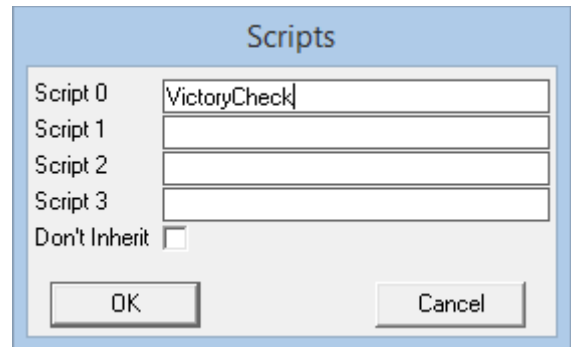 Scripts
Script 0 VictoryCheck
Script 1
Script 2
Script 3
Don't Inherit
OK Cancel